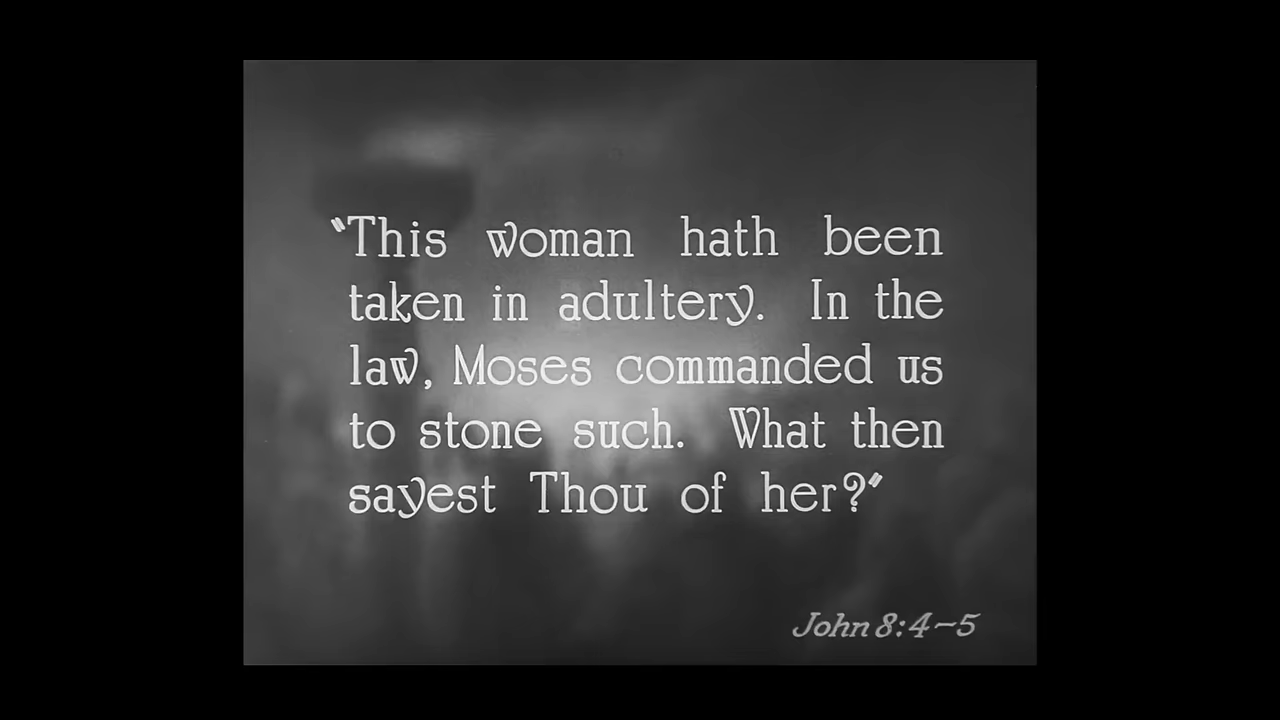 "This woman hath been
taken in adultery. In the
law, Moses commanded us
to stone such. What then
sayest Thou of her?"
John 8:4-5